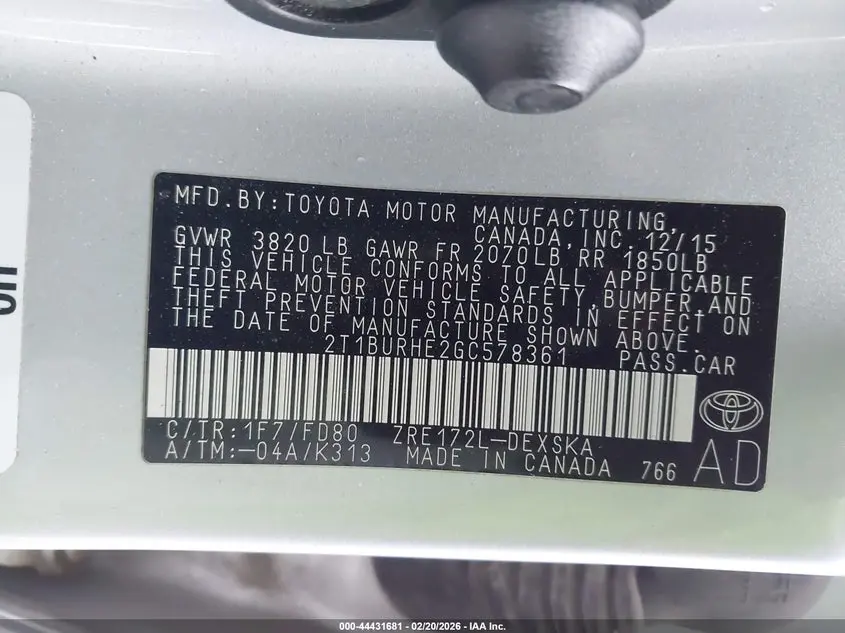 MFD.BY:TOYOTA MOTOR MANUFACTURING,
CANADA,INC. 12/15
GVWR 3820 LB GAWR FR 2070LB RR 1850LB
THIS VEHICLE CONFORMS TO ALL APPLICABLE
FEDERAL MOTOR VEHICLE SAFETY,BUMPER,AND
THEFT PREVENTION STANDARDS IN EFFECT ON
THE DATE OF MANUFACTURE SHOWN ABOVE.
2T1BURHE2GC578361 PASS.CAR
C/TR:1F7/FD80 ZRE172L-DEXSKA
A/TM:-04A/K313 MADE IN CANADA 766 AD
000-44431681 - 02/20/2026 - IAA Inc.